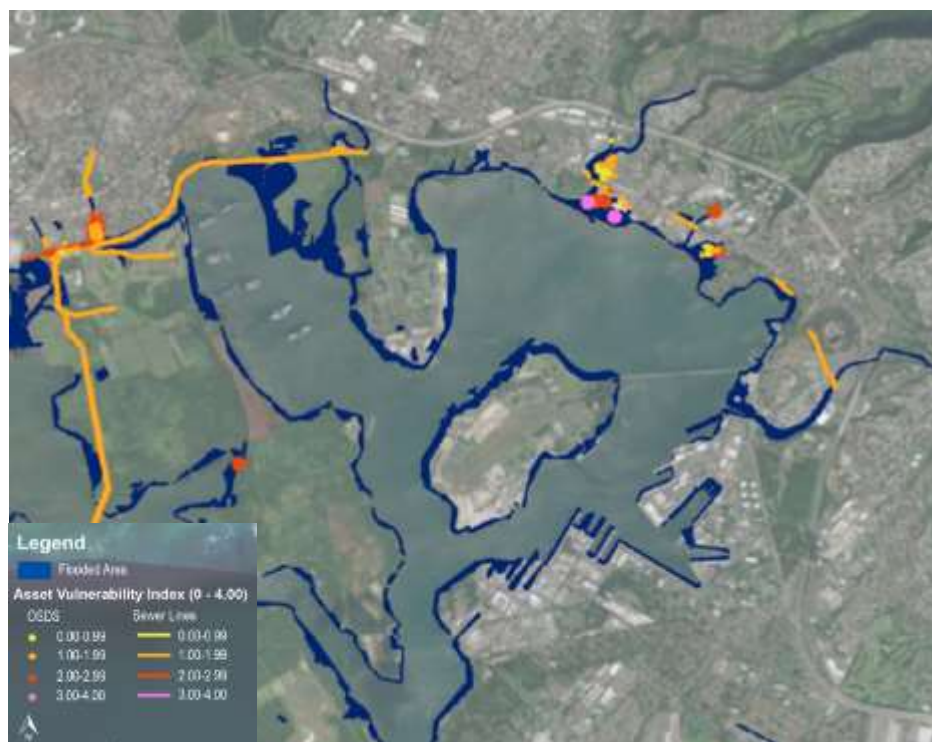 Legend
Flooded Area
Asset Vulnerability Index (0 - 4.00)
OSDS Sewer Lines
0.00-0.99 0.00-0.99
1.00-1.99 1.00-1.99
2.00-2.99 2.00-2.99
3.00-4.00 3.00-4.00